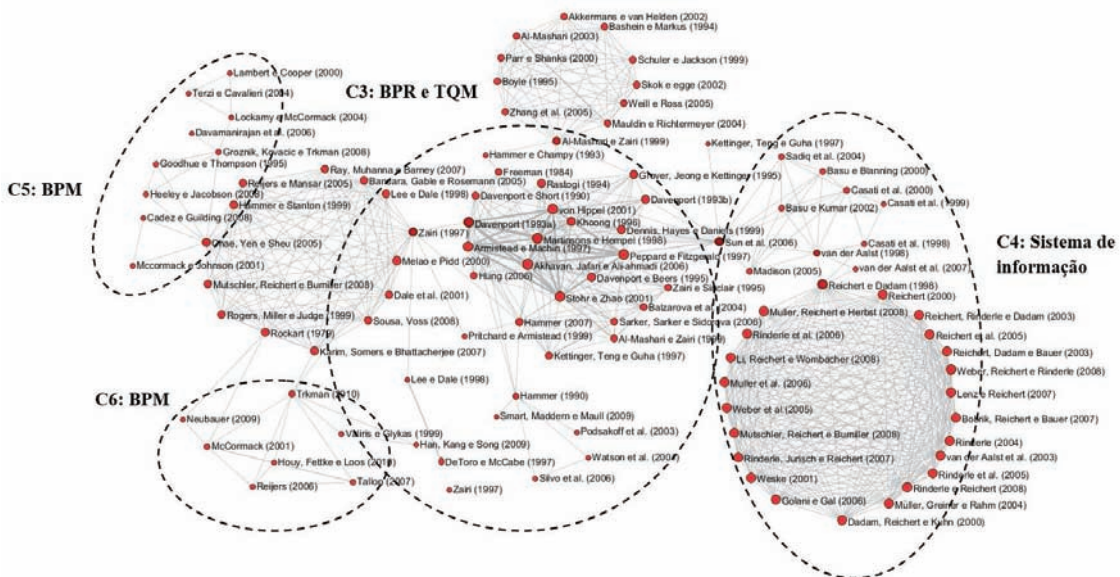 Akkermans e van Helden (2002)
Bashein e Markus (1994)
Al-Mashari (2003)
Parr e Shanks (2000)
Schuler e Jackson (1999)
Lambert e Cooper (2000)
Boyle (1995)
Skok e egge (2002)
C3: BPR e TQM
Terzi e Cavalieri (2004)
Weill e Ross (2005)
Zhang et al. (2005)
Lockamy e McCormack (2004)
Mauldin e Richtermeyer (2004)
Davamanirajan et al. (2006)
Al-Mashari e Zairi (1999)
Kettinger, Teng e Guha (1997)
Groznik, Kovacic e Trkman (2008)
Hammer e Champy (1993)
Sadiq et al. (2004)
Goodhue e Thompson (1995)
Ray, Muhanna e Barney (2007)
Freeman (1984)
Grover, Jeong e Kettinger (1995)
Basu e Blanning (2000)
C5: BPM
Reijers e Mansar (2005)
Bandara, Gable e Rosemann (2005)
Rastogi (1994)
Casati et al. (2000)
Heeley e Jacobson (2008)
Lee e Dale (1998)
Davenport e Short (1990)
Davenport (1993b)
Casati et al. (1999)
Hammer e Stanton (1999)
von Hippel (2001)
Basu e Kumar (2002)
Cadez e Guilding (2008)
Davenport (1993a)
Khoong (1996)
Zairi (1997)
Dennis, Hayes e Daniels (1999)
Chae, Yen e Sheu (2005)
Armistead e Machin (1997)
Martinsons e Hempel (1998)
Sun et al. (2006)
Casati et al. (1998)
C4: Sistema de
informação
Melao e Pidd (2000)
Peppard e Fitzgerald (1997)
van der Aalst (1998)
Mccormack e Johnson (2001)
Akhavan, Jafari e Ali-ahmadi (2006)
Madison (2005)
van der Aalst et al. (2007)
Hung (2006)
Davenport e Beers (1995)
Mutschler, Reichert e Bumiller (2008)
Zairi e Sinclair (1995)
Reichert e Dadam (1998)
Dale et al. (2001)
Stohr e Zhao (2001)
Reichert (2000)
Balzarova et al. (2004)
Muller, Reichert e Herbst (2008)
Rogers, Miller e Judge (1999)
Sousa, Voss (2008)
Hammer (2007)
Sarker, Sarker e Sidorova (2006)
Reichert, Rinderle e Dadam (2003)
Rockart (1979)
Pritchard e Armistead (1999)
Al-Mashari e Zairi (1999)
Rinderle et al. (2006)
Reichert et al. (2005)
Karim, Somers e Bhattacherjee (2007)
Kettinger, Teng e Guha (1997)
Li, Reichert e Wombacher (2008)
Reichert, Dadam e Bauer (2003)
Weber, Reichert e Rinderle (2008)
Lee e Dale (1998)
Muller et al. (2006)
Lenz e Reichert (2007)
C6: BPM
Trkman (2010)
Hammer (1990)
Weber et al. (2005)
Neubauer (2009)
Smart, Maddern e Maull (2009)
Bobrik, Reichert e Bauer (2007)
Valiris e Glykas (1999)
Podsakoff et al. (2003)
Mutschler, Reichert e Bumiller (2008)
McCormack (2001)
Han, Kang e Song (2009)
Rinderle (2004)
Houy, Fettke e Loos (2010)
DeToro e McCabe (1997)
Watson et al. (2004)
Rinderle, Jurisch e Reichert (2007)
van der Aalst et al. (2003)
Reijers (2006)
Tallon (2007)
Silvo et al. (2006)
Weske (2001)
Rinderle et al. (2005)
Zairi (1997)
Rinderle e Reichert (2008)
Golani e Gal (2006)
Müller, Greiner e Rahm (2004)
Dadam, Reichert e Kuhn (2000)